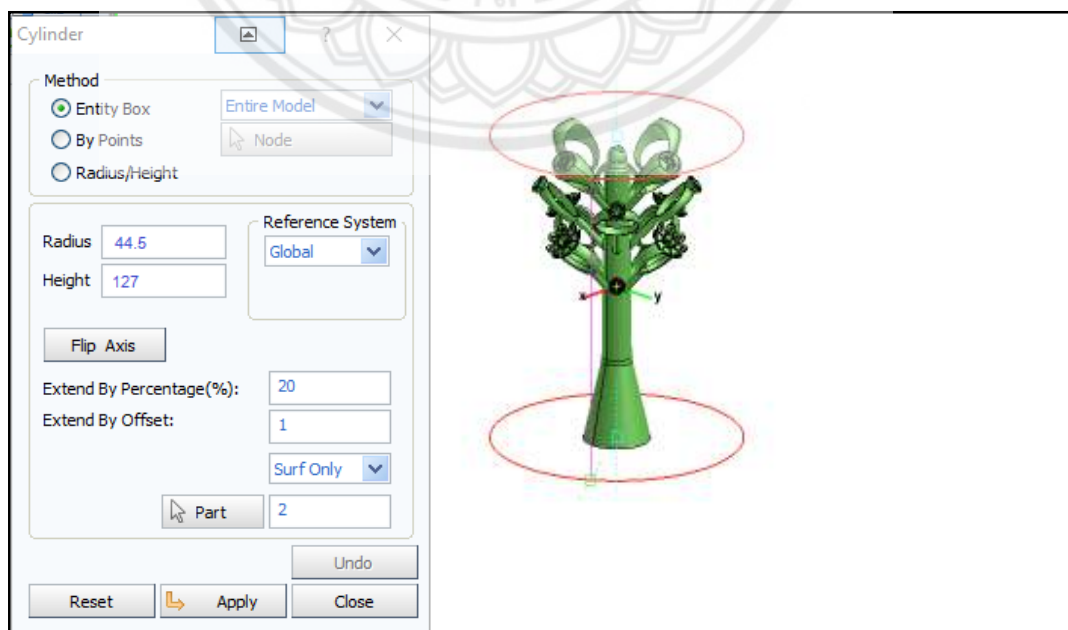 Cylinder ?
Method
Entity Box Entire Model
By Points Node
Radius/Height
Radius 44.5
Height 127
Reference System
Global
Flip Axis
Extend By Percentage(%): 20
Extend By Offset: 1
Surf Only
Part 2
Undo
Reset Apply Close
x y